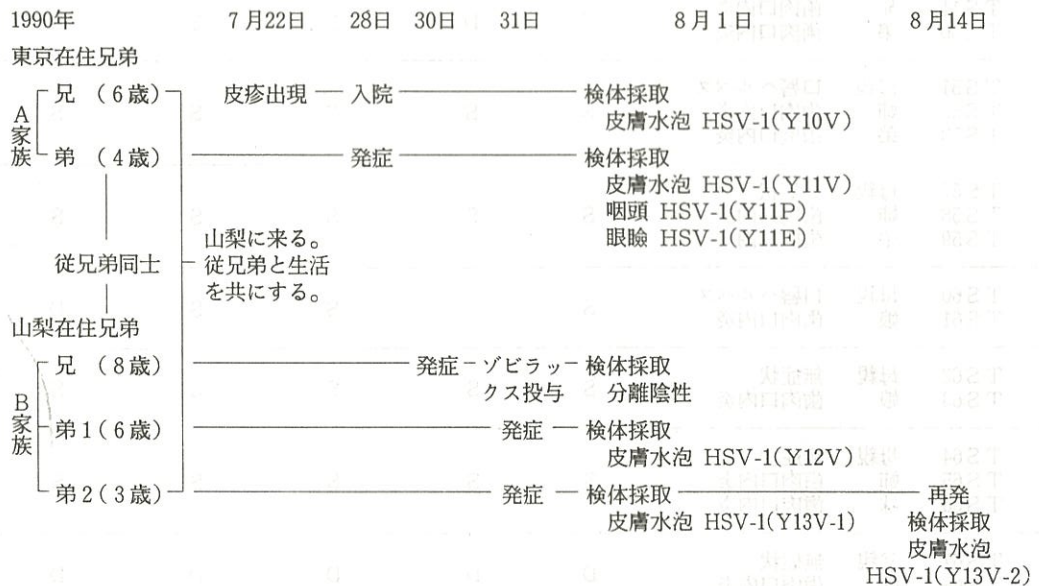 1990年 7月22日 28日 30日 31日 8月1日 8月14日
東京在住兄弟
A家族
兄 (6歳) 皮疹出現 入院 検体採取
皮膚水泡 HSV-1(Y10V)
弟 (4歳) 発症 検体採取
皮膚水泡 HSV-1(Y11V)
咽頭 HSV-1(Y11P)
眼瞼 HSV-1(Y11E)
従兄弟同士
山梨に来る。
従兄弟と生活
を共にする。
山梨在住兄弟
B家族
兄 (8歳) 発症 ゾビラッ 検体採取
クス投与 分離陰性
弟1(6歳) 発症 検体採取
皮膚水泡 HSV-1(Y12V)
弟2(3歳) 発症 検体採取 再発
皮膚水泡 HSV-1(Y13V-1) 検体採取
皮膚水泡
HSV-1(Y13V-2)